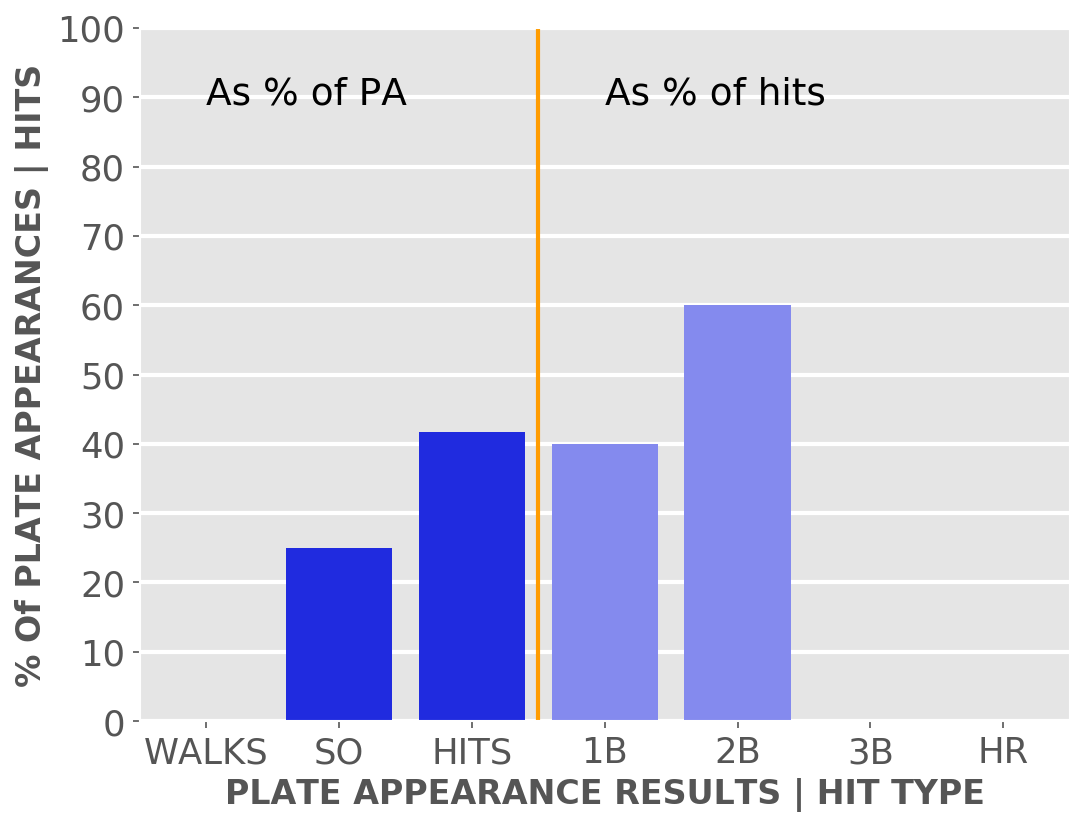 100
90
80
70
60
50
40
30
20
10
0
% Of PLATE APPEARANCES | HITS
As % of PA
As % of hits
WALKS SO HITS 1B 2B 3B HR
PLATE APPEARANCE RESULTS | HIT TYPE